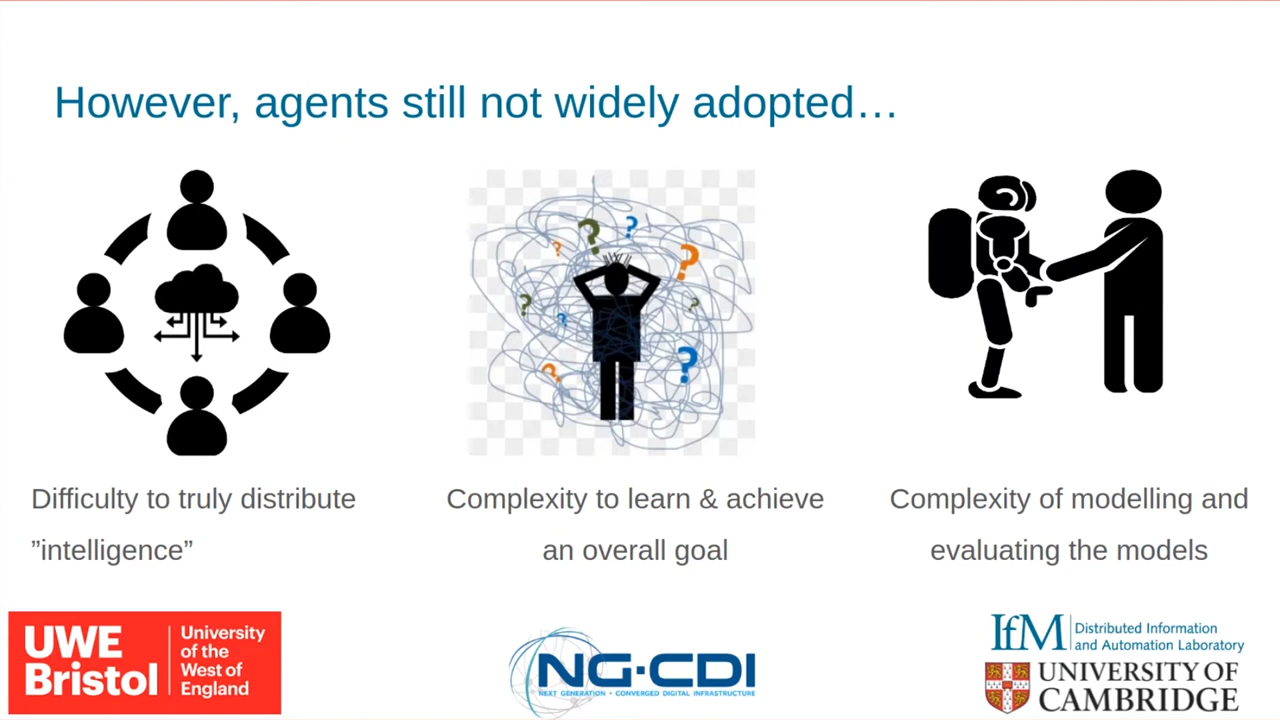 However, agents still not widely adopted…
? ? ? ? ? ? ? ? ?
Difficulty to truly distribute
”intelligence”
Complexity to learn & achieve
an overall goal
Complexity of modelling and
evaluating the models
UWE
Bristol
University
of the
West of
England
NG·CDI
NEXT GENERATION · CONVERGED DIGITAL INFRASTRUCTURE
IfM
Distributed Information
and Automation Laboratory
UNIVERSITY OF
CAMBRIDGE